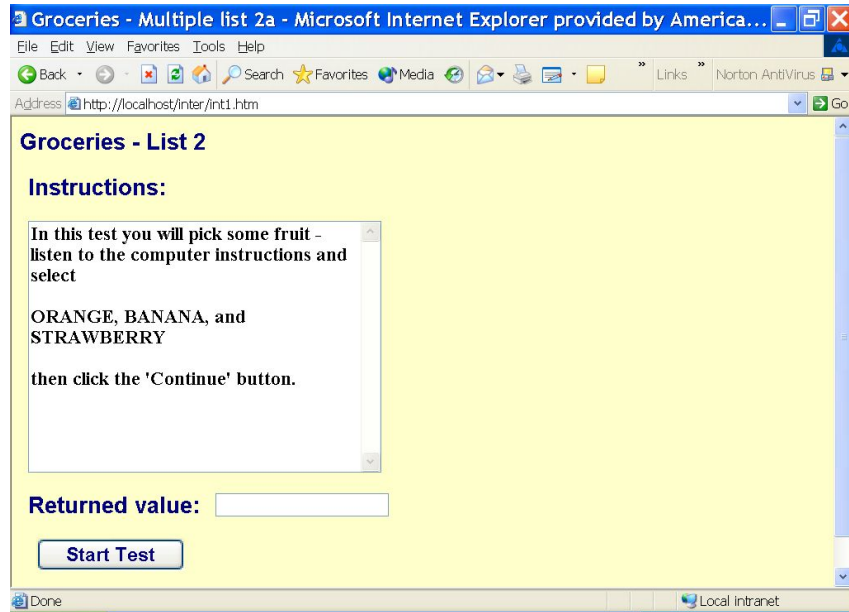 Groceries - Multiple list 2a - Microsoft Internet Explorer provided by America...
File Edit View Favorites Tools Help
Back Search Favorites Media Links Norton AntiVirus
Address http://localhost/inter/int1.htm Go
Groceries - List 2
Instructions:
In this test you will pick some fruit -
listen to the computer instructions and
select
ORANGE, BANANA, and
STRAWBERRY
then click the 'Continue' button.
Returned value:
Start Test
Done Local intranet